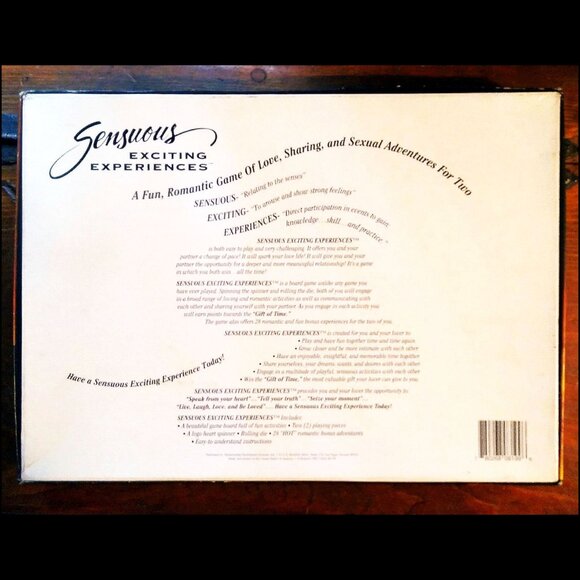 Sensuous
EXCITING
EXPERIENCES™
A Fun, Romantic Game Of Love, Sharing, and Sexual Adventures For Two
SENSUOUS- "Relating to the senses"
EXCITING- "To arouse and show strong feelings"
EXPERIENCES- "Direct participation in events to gain
knowledge... skill... and practice."
SENSUOUS EXCITING EXPERIENCES™
is both easy to play and very challenging. It offers you and your
partner a change of pace! It will spark your love life! It will give you and your
partner the opportunity for a deeper and more meaningful relationship! It's a game
in which you both win... all the time!
SENSUOUS EXCITING EXPERIENCES™ is a board game unlike any game you
have ever played. Spinning the spinner and rolling the die, both of you will engage
in a broad range of loving and romantic activities as well as communicating with
each other and sharing yourself with your partner. As you engage in each activity you
will earn points towards the "Gift of Time."
The game also offers 28 romantic and fun bonus experiences for the two of you.
SENSUOUS EXCITING EXPERIENCES™ is created for you and your lover to:
• Play and have fun together time and time again
• Grow closer and be more intimate with each other
• Have an enjoyable, insightful, and memorable time together
• Share yourselves, your dreams, wants, and desires with each other
• Engage in a multitude of playful, sensuous activities with each other
• Win the "Gift of Time," the most valuable gift your lover can give to you.
Have a Sensuous Exciting Experience Today!
SENSUOUS EXCITING EXPERIENCES™ provides you and your lover the opportunity to:
"Speak from your heart"... "Tell your truth"... "Seize your moment"...
"Live, Laugh, Love, and Be Loved"... Have a Sensuous Exciting Experience Today!
SENSUOUS EXCITING EXPERIENCES™ Includes:
• A beautiful game board full of fun activities • Two (2) playing pieces
• A logo heart spinner • Rolling die • 28 "HOT" romantic bonus adventures
• Easy to understand instructions